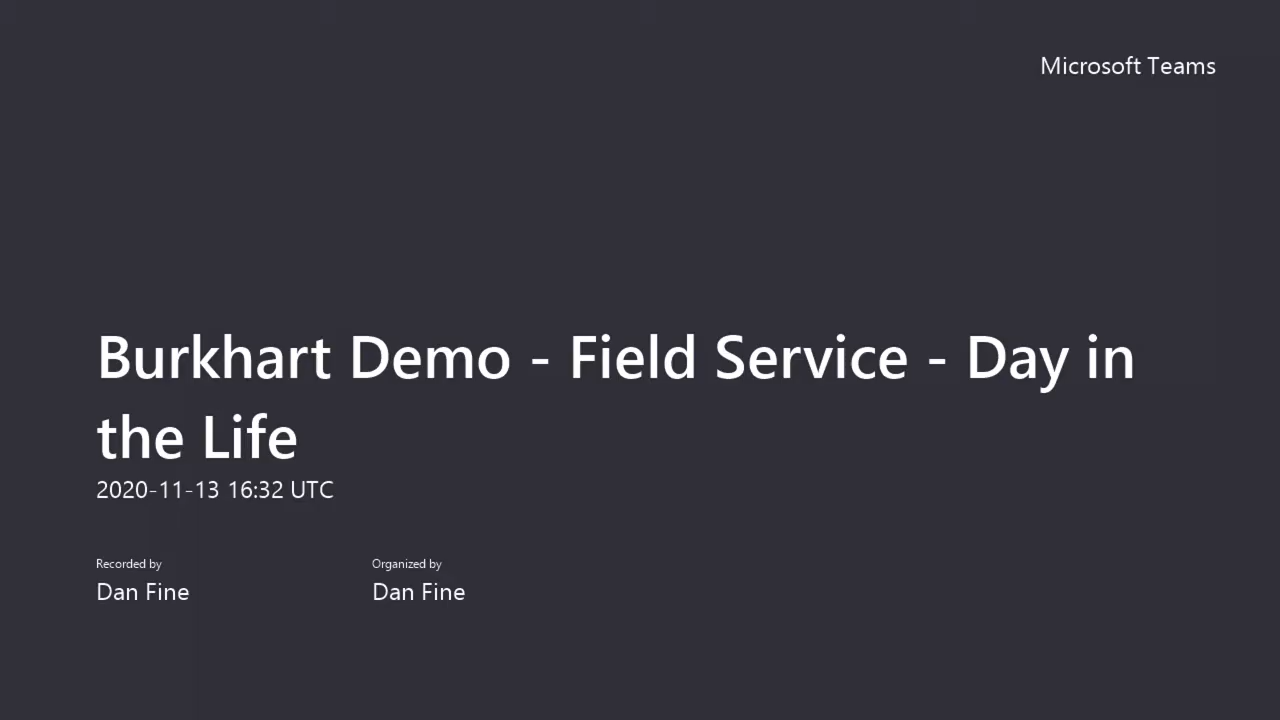 Microsoft Teams
Burkhart Demo - Field Service - Day in
the Life
2020-11-13 16:32 UTC
Recorded by
Organized by
Dan Fine
Dan Fine